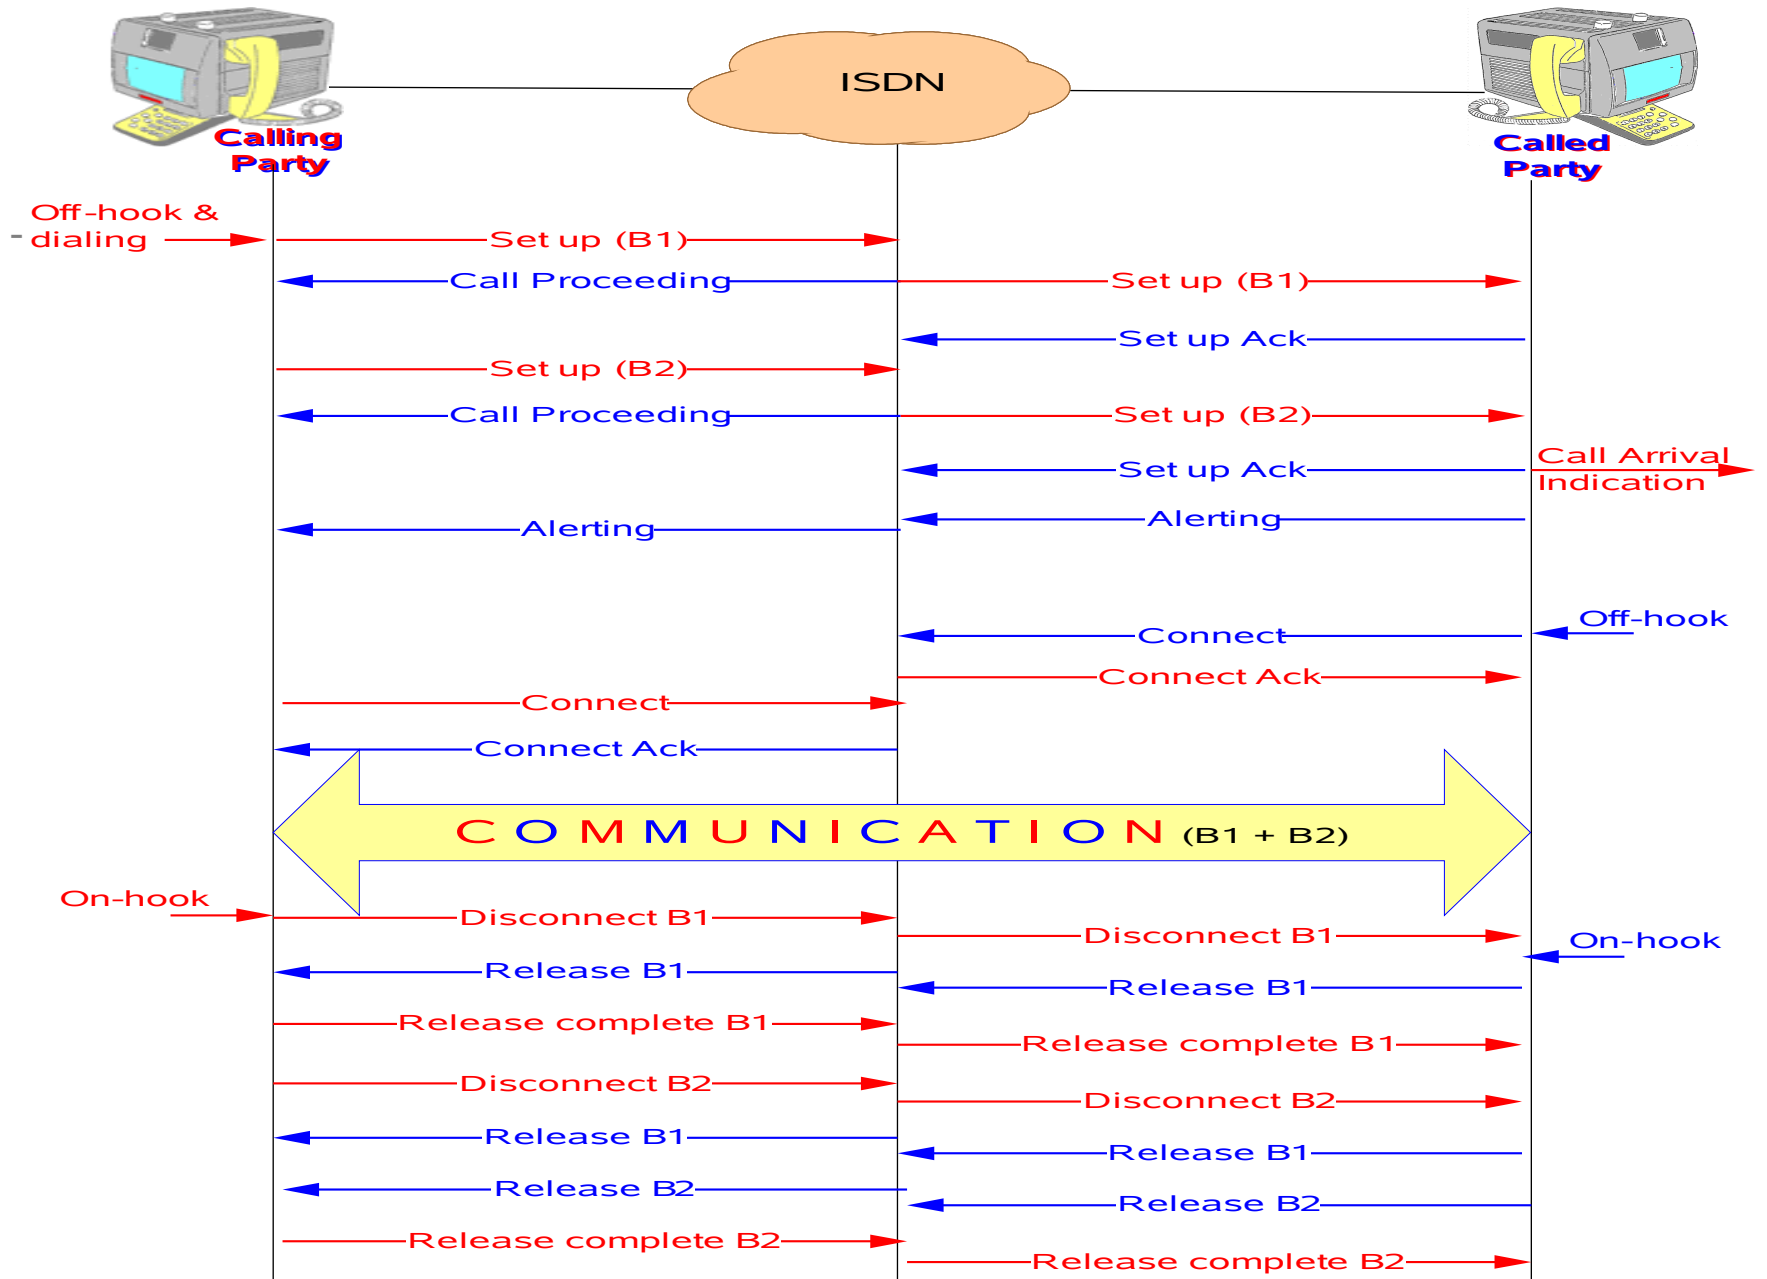 ISDN
Calling
Party
Called
Party
Off-hook &
- dialing
Set up (B1)
Call Proceeding
Set up (B1)
Set up Ack
Set up (B2)
Call Proceeding
Set up (B2)
Call Arrival
Indication
Set up Ack
Alerting
Alerting
Off-hook
Connect
Connect Ack
Connect
Connect Ack
COMMUNICATION (B1 + B2)
On-hook
Disconnect B1
Disconnect B1
On-hook
Release B1
Release B1
Release complete B1
Release complete B1
Disconnect B2
Disconnect B2
Release B1
Release B1
Release B2
Release B2
Release complete B2
Release complete B2